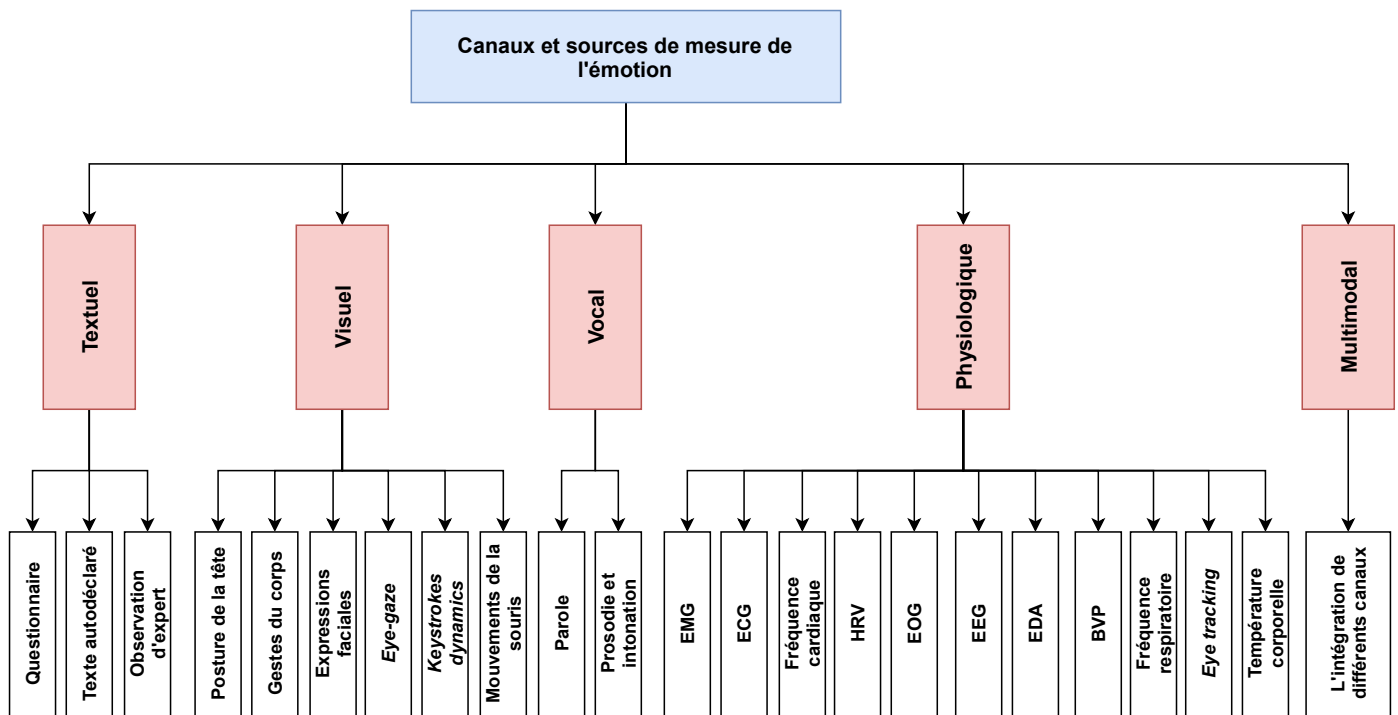 Canaux et sources de mesure de
l'émotion
Textuel
Visuel
Vocal
Physiologique
Multimodal
Questionnaire
Texte autodéclaré
Observation
d'expert
Posture de la tête
Gestes du corps
Expressions
faciales
Eye-gaze
Keystrokes
dynamics
Mouvements de la
souris
Parole
Prosodie et
intonation
EMG
ECG
Fréquence
cardiaque
HRV
EOG
EEG
EDA
BVP
Fréquence
respiratoire
Eye tracking
Température
corporelle
L'intégration de
différents canaux